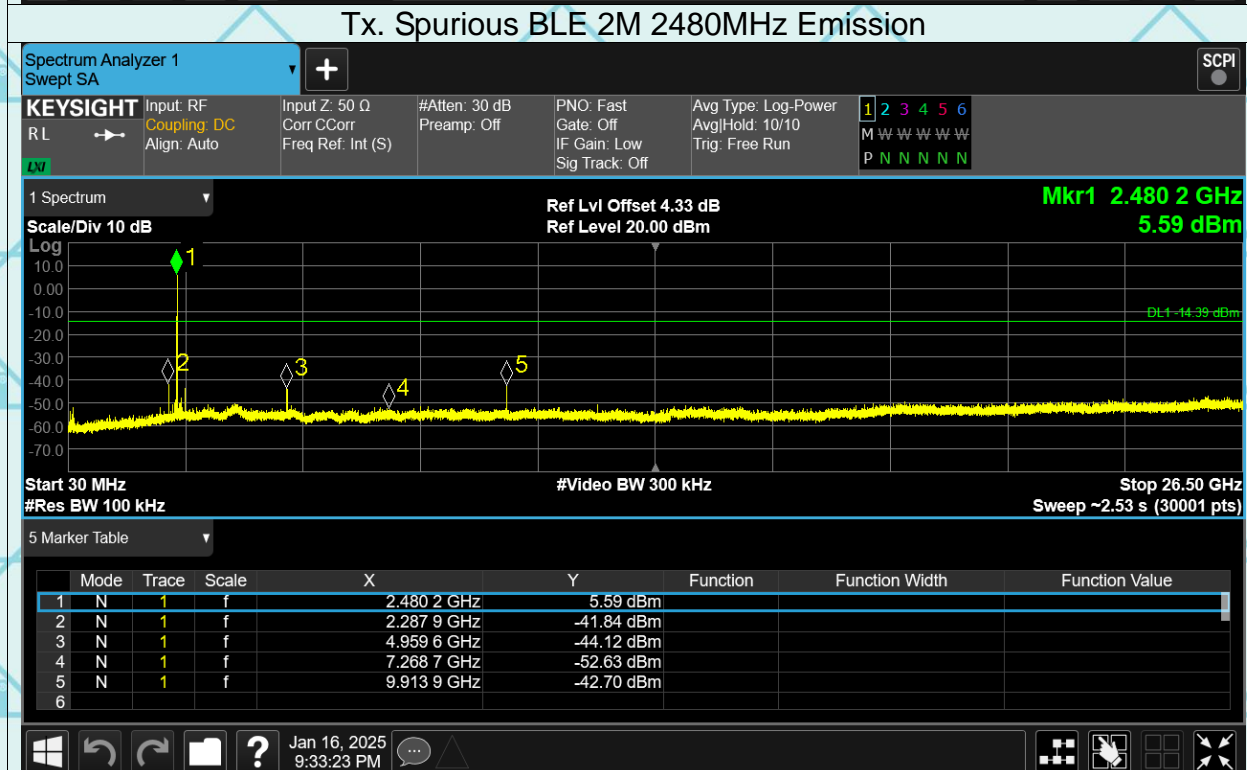 Tx. Spurious BLE 2M 2480MHz Emission
Spectrum Analyzer 1
Swept SA
SCPI
KEYSIGHT Input: RF Input Z: 50 Ω #Atten: 30 dB PNO: Fast Avg Type: Log-Power 1 2 3 4 5 6
RL Coupling: DC Corr CCorr Preamp: Off Gate: Off Avg|Hold: 10/10 M W W W W W W
Align: Auto Freq Ref: Int (S) IF Gain: Low Trig: Free Run P N N N N N N
LXI Sig Track: Off
1 Spectrum Mkr1 2.480 2 GHz
Ref Lvl Offset 4.33 dB
Scale/Div 10 dB Ref Level 20.00 dBm 5.59 dBm
Log
1
10.0
0.00
-10.0 DL1 -14.39 dBm
-20.0
-30.0
2 3 5
-40.0 4
-50.0
-60.0
-70.0
Start 30 MHz #Video BW 300 kHz Stop 26.50 GHz
#Res BW 100 kHz Sweep ~2.53 s (30001 pts)
5 Marker Table
Mode Trace Scale X Y Function Function Width Function Value
1 N 1 f 2.480 2 GHz 5.59 dBm
2 N 1 f 2.287 9 GHz -41.84 dBm
3 N 1 f 4.959 6 GHz -44.12 dBm
4 N 1 f 7.268 7 GHz -52.63 dBm
5 N 1 f 9.913 9 GHz -42.70 dBm
6
? Jan 16, 2025
9:33:23 PM